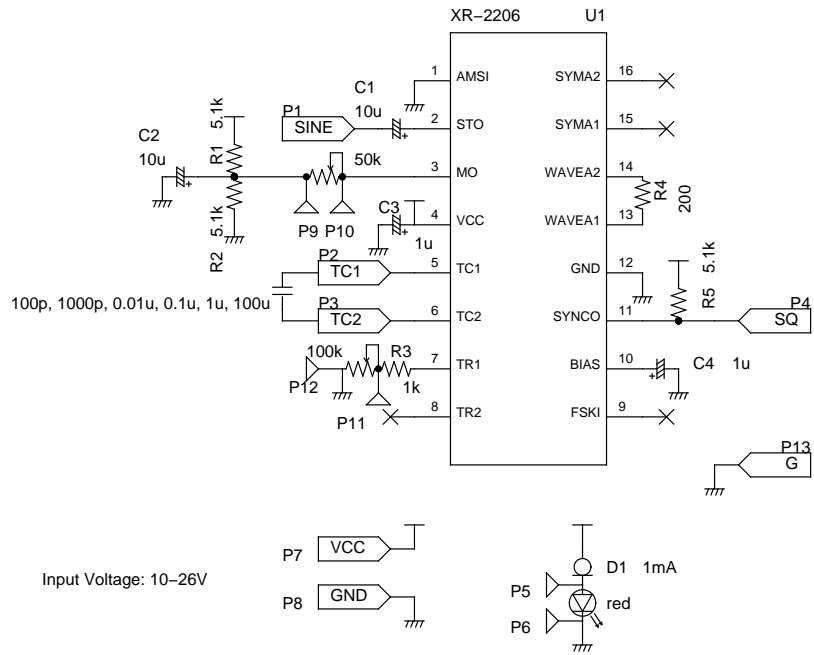 XR-2206 U1
1 AMSI
2 STO
3 MO
4 VCC
5 TC1
6 TC2
7 TR1
8 TR2
SYMA2 16
SYMA1 15
WAVEA2 14
WAVEA1 13
GND 12
SYNCO 11
BIAS 10
FSKI 9
C1
10u
P1
SINE
C2
10u
5.1k
R1
5.1k
R2
50k
P9 P10
C3
1u
P2
TC1
P3
TC2
100p, 1000p, 0.01u, 0.1u, 1u, 100u
100k R3
1k
P12
P11
R4
200
5.1k
R5
P4
SQ
C4 1u
P13
G
P7 VCC
P8 GND
Input Voltage: 10-26V
D1 1mA
P5
red
P6